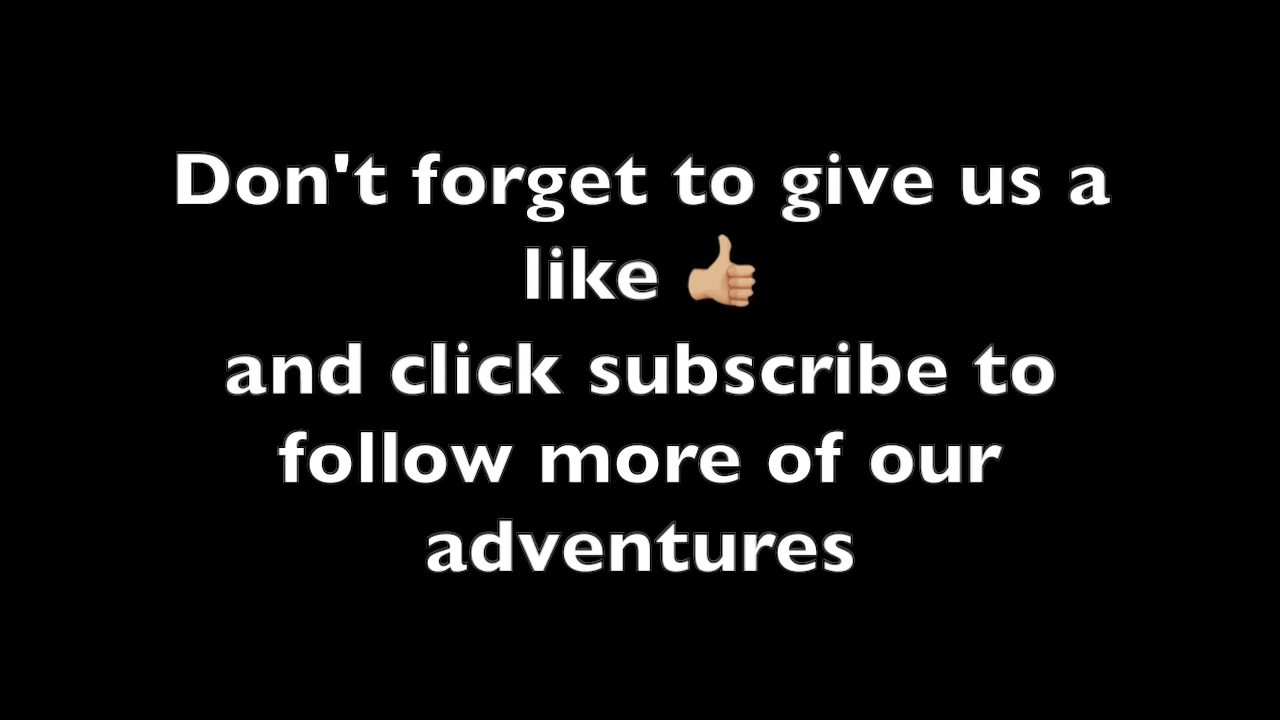 Don't forget to give us a
like 👍🏼
and click subscribe to
follow more of our
adventures